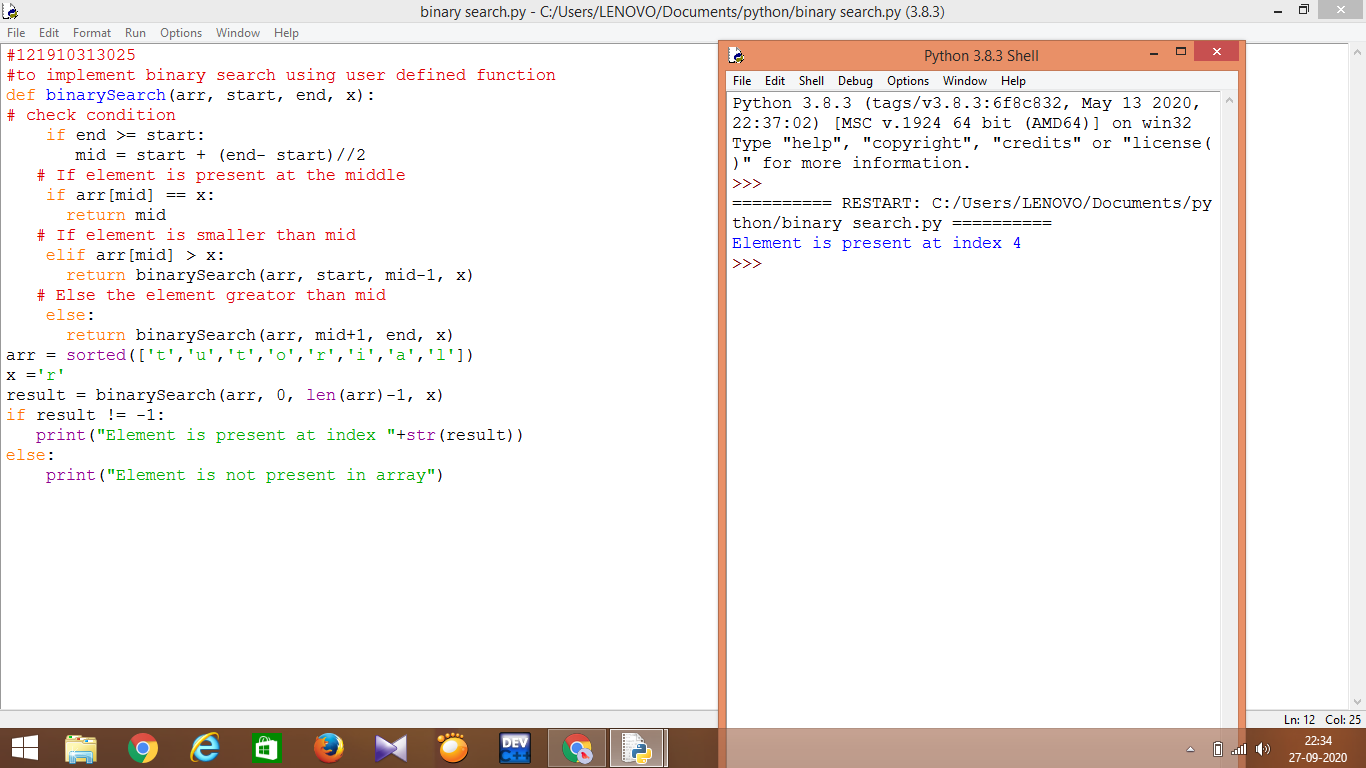 binary search.py - C:/Users/LENOVO/Documents/python/binary search.py (3.8.3)
File Edit Format Run Options Window Help
#121910313025
#to implement binary search using user defined function
def binarySearch(arr, start, end, x):
# check condition
    if end >= start:
       mid = start + (end- start)//2
   # If element is present at the middle
    if arr[mid] == x:
      return mid
   # If element is smaller than mid
    elif arr[mid] > x:
      return binarySearch(arr, start, mid-1, x)
   # Else the element greator than mid
    else:
      return binarySearch(arr, mid+1, end, x)
arr = sorted(['t','u','t','o','r','i','a','l'])
x ='r'
result = binarySearch(arr, 0, len(arr)-1, x)
if result != -1:
   print("Element is present at index "+str(result))
else:
    print("Element is not present in array")
Python 3.8.3 Shell
File Edit Shell Debug Options Window Help
Python 3.8.3 (tags/v3.8.3:6f8c832, May 13 2020,
22:37:02) [MSC v.1924 64 bit (AMD64)] on win32
Type "help", "copyright", "credits" or "license(
)" for more information.
>>>
========== RESTART: C:/Users/LENOVO/Documents/py
thon/binary search.py ==========
Element is present at index 4
>>>
Ln: 12 Col: 25
DEV
C++
22:34
27-09-2020